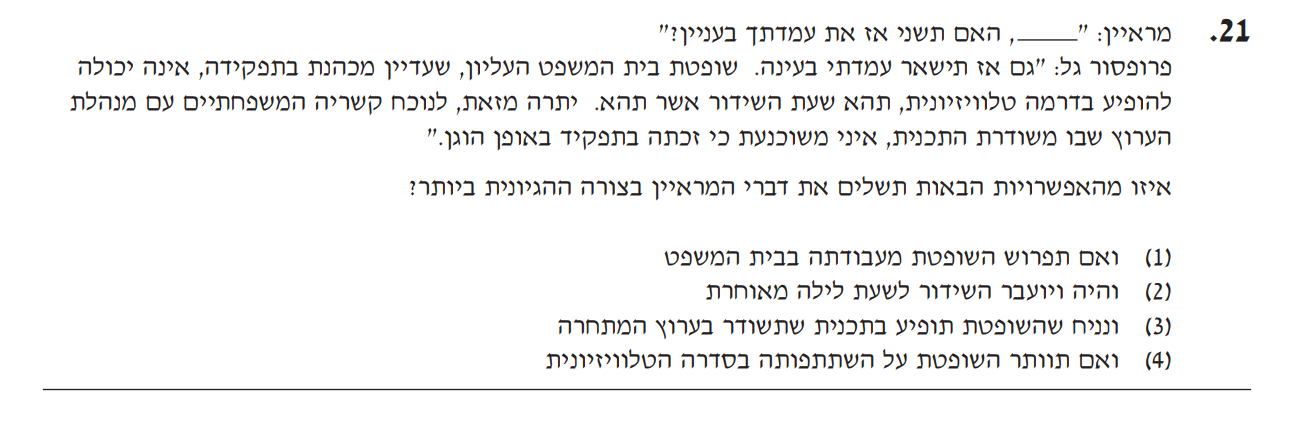 21. מראיין: "_____, האם תשני אז את עמדתך בעניין?"
פרופסור גל: "גם אז תישאר עמדתי בעינה. שופטת בית המשפט העליון, שעדיין מכהנת בתפקידה, אינה יכולה
להופיע בדרמה טלוויזיונית, תהא שעת השידור אשר תהא. יתרה מזאת, לנוכח קשריה המשפחתיים עם מנהלת
הערוץ שבו משודרת התכנית, איני משוכנעת כי זכתה בתפקיד באופן הוגן."
איזו מהאפשרויות הבאות תשלים את דברי המראיין בצורה ההגיונית ביותר?
(1) ואם תפרוש השופטת מעבודתה בבית המשפט
(2) והיה ויועבר השידור לשעת לילה מאוחרת
(3) ונניח שהשופטת תופיע בתכנית שתשודר בערוץ המתחרה
(4) ואם תוותר השופטת על השתתפותה בסדרה הטלוויזיונית